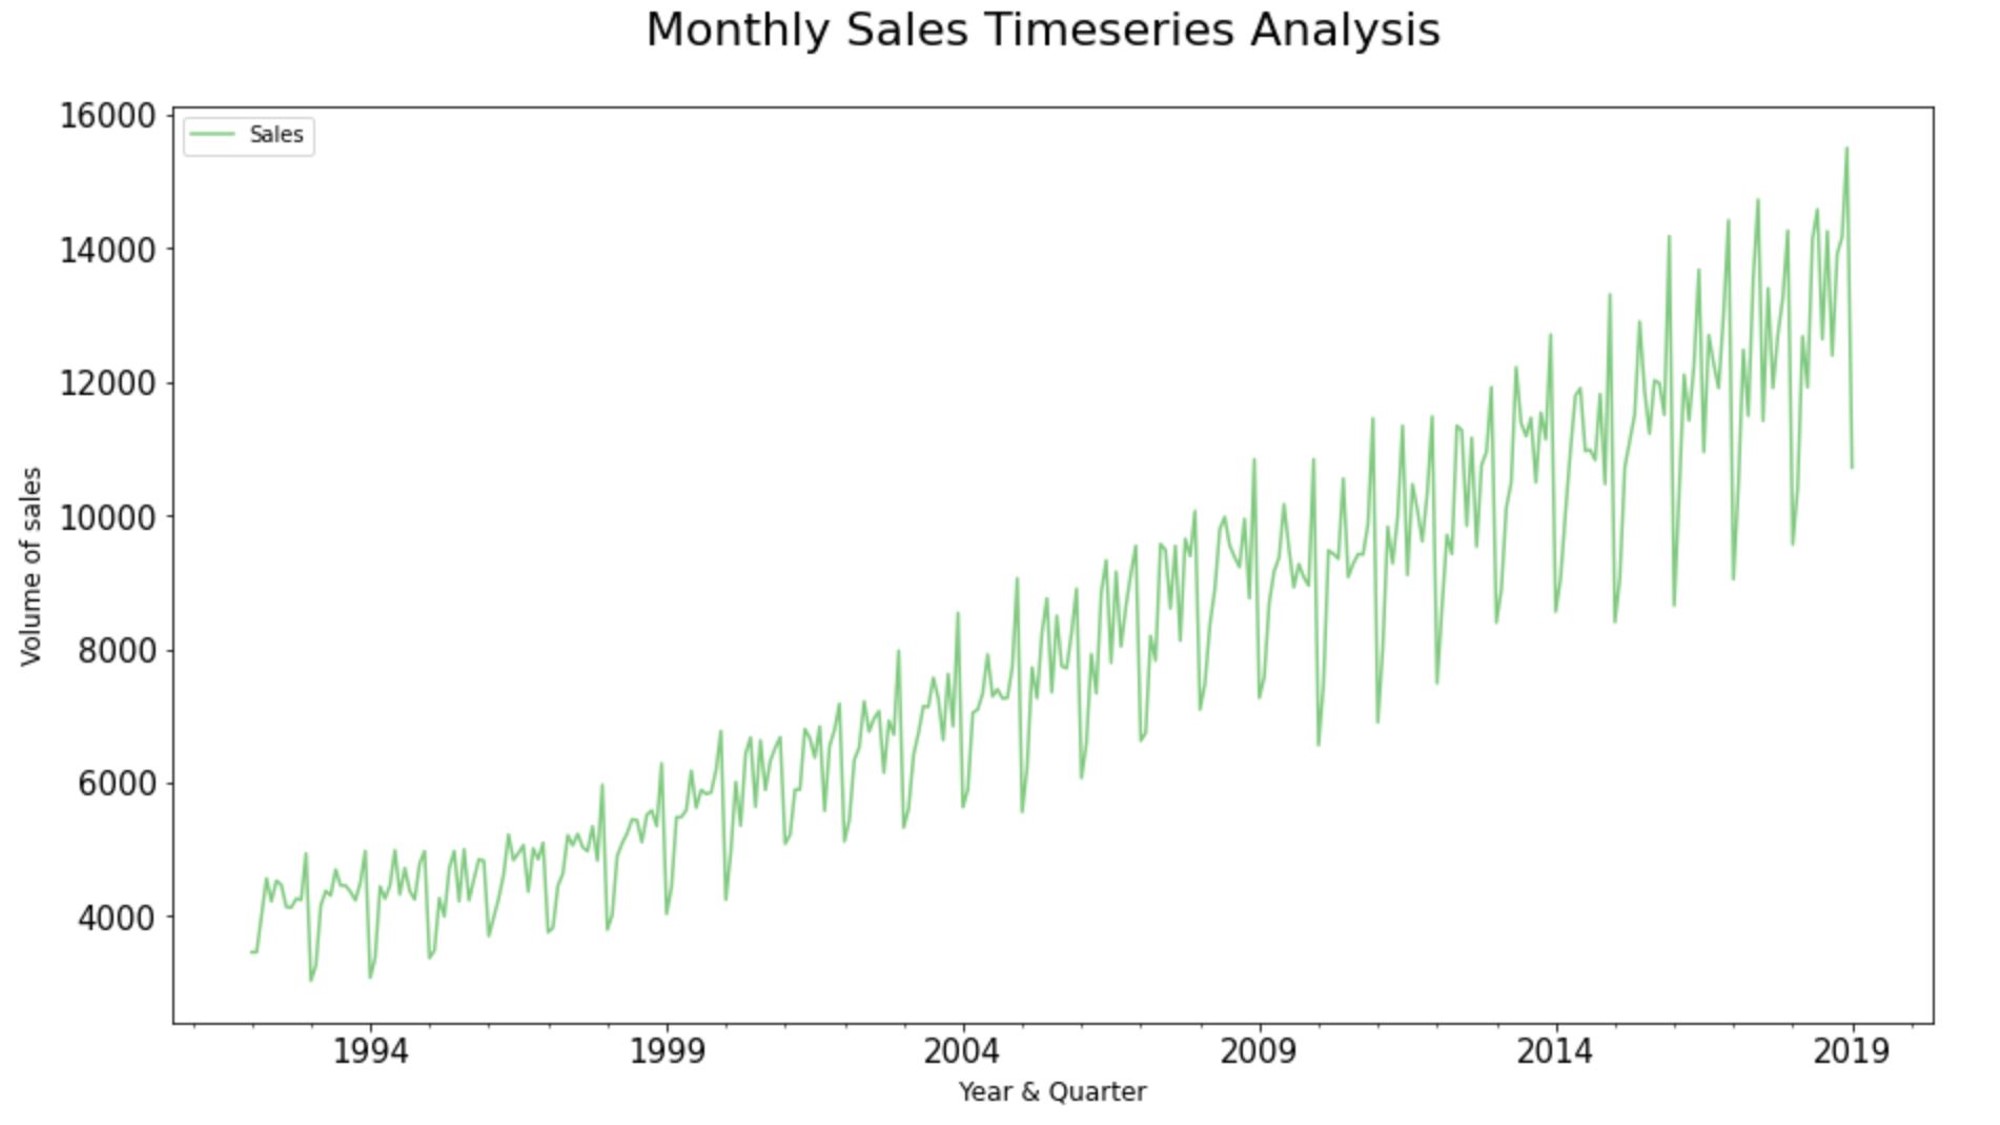 Monthly Sales Timeseries Analysis
Sales
16000
14000
12000
10000
8000
6000
4000
Volume of sales
1994 1999 2004 2009 2014 2019
Year & Quarter